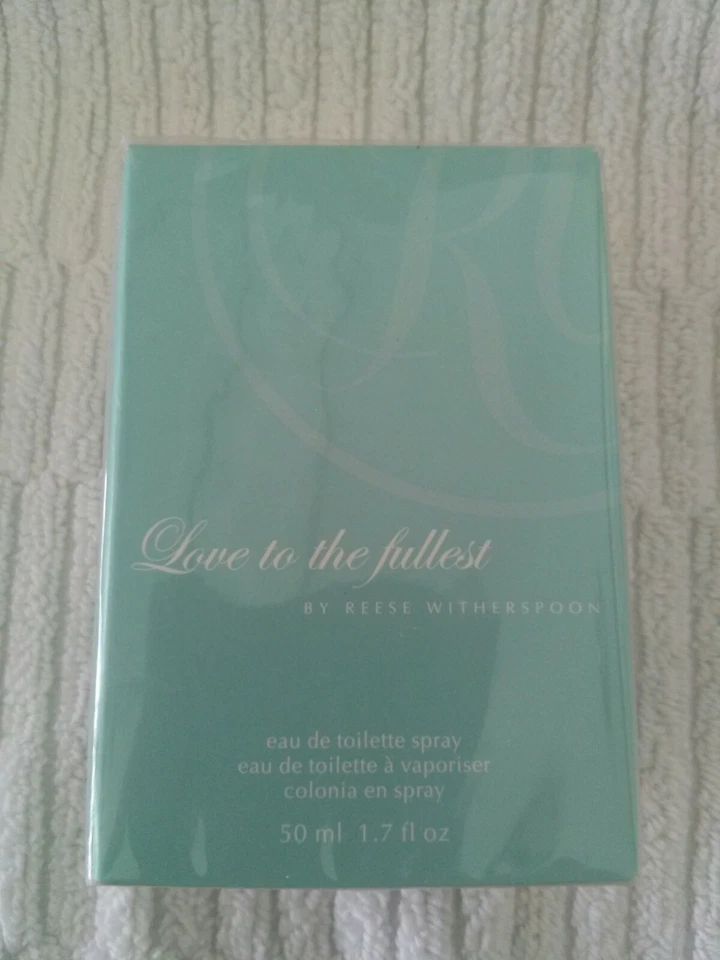 Love to the fullest
BY REESE WITHERSPOON
eau de toilette spray
eau de toilette à vaporiser
colonia en spray
50 ml 1.7 fl oz